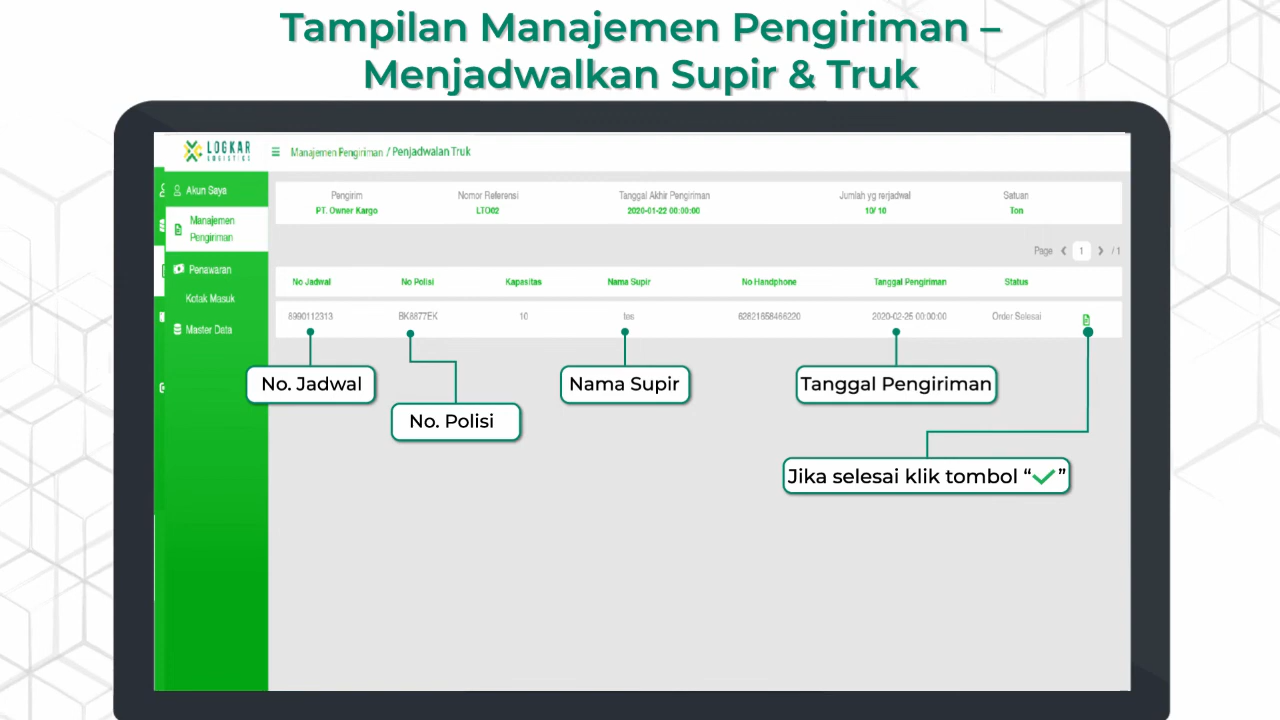 Tampilan Manajemen Pengiriman –
Menjadwalkan Supir & Truk
LOGKAR
LOGISTICS
Manajemen Pengiriman / Penjadwalan Truk
Akun Saya
Manajemen
Pengiriman
Penawaran
Kotak Masuk
Master Data
Pengirim Nomor Referensi Tanggal Akhir Pengiriman Jumlah yg rerjadwal Satuan
PT. Owner Kargo LTO02 2020-01-22 00:00:00 10/ 10 Ton
Page 1 / 1
No Jadwal No Polisi Kapasitas Nama Supir No Handphone Tanggal Pengiriman Status
8990112313 BK8877EK 10 tes 62821658466220 2020-02-25 00:00:00 Order Selesai
No. Jadwal
No. Polisi
Nama Supir
Tanggal Pengiriman
Jika selesai klik tombol “✓”